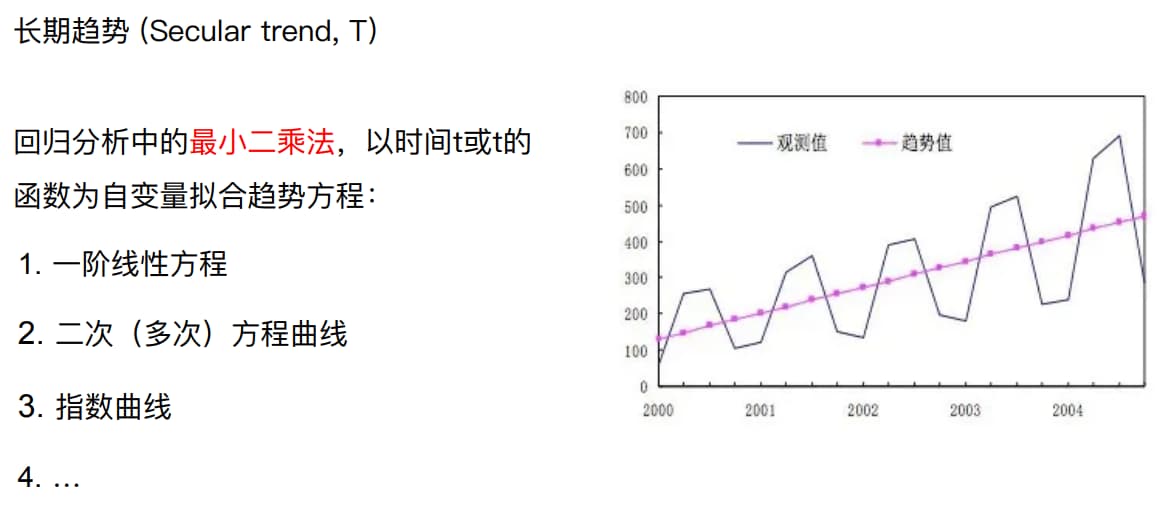 长期趋势 (Secular trend, T)
回归分析中的最小二乘法，以时间t或t的
函数为自变量拟合趋势方程：
1. 一阶线性方程
2. 二次（多次）方程曲线
3. 指数曲线
4. …
800
700
600
500
400
300
200
100
0
观测值 趋势值
2000 2001 2002 2003 2004